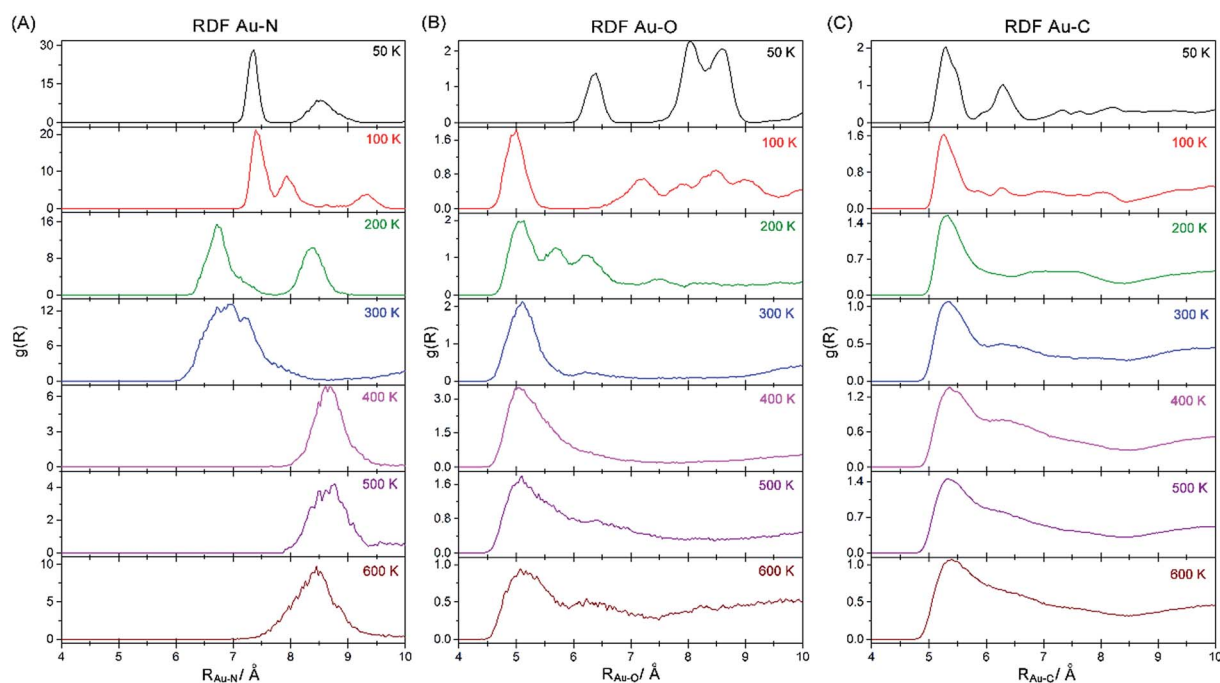 (A) RDF Au-N
50 K
30
15
0
100 K
20
10
0
200 K
16
8
0
300 K
12
6
0
400 K
6
3
0
500 K
4
2
0
600 K
10
5
0
4 5 6 7 8 9 10
g(R)
RAu-N/ Å
(B) RDF Au-O
50 K
2
1
0
100 K
1.6
0.8
0.0
200 K
2
1
0
300 K
2
1
0
400 K
3.0
1.5
0.0
500 K
1.6
0.8
0.0
600 K
1.0
0.5
0.0
4 5 6 7 8 9 10
g(R)
RAu-O/ Å
(C) RDF Au-C
50 K
2
1
0
100 K
1.6
0.8
0.0
200 K
1.4
0.7
0.0
300 K
1.0
0.5
0.0
400 K
1.2
0.6
0.0
500 K
1.4
0.7
0.0
600 K
1.0
0.5
0.0
4 5 6 7 8 9 10
g(R)
RAu-C/ Å